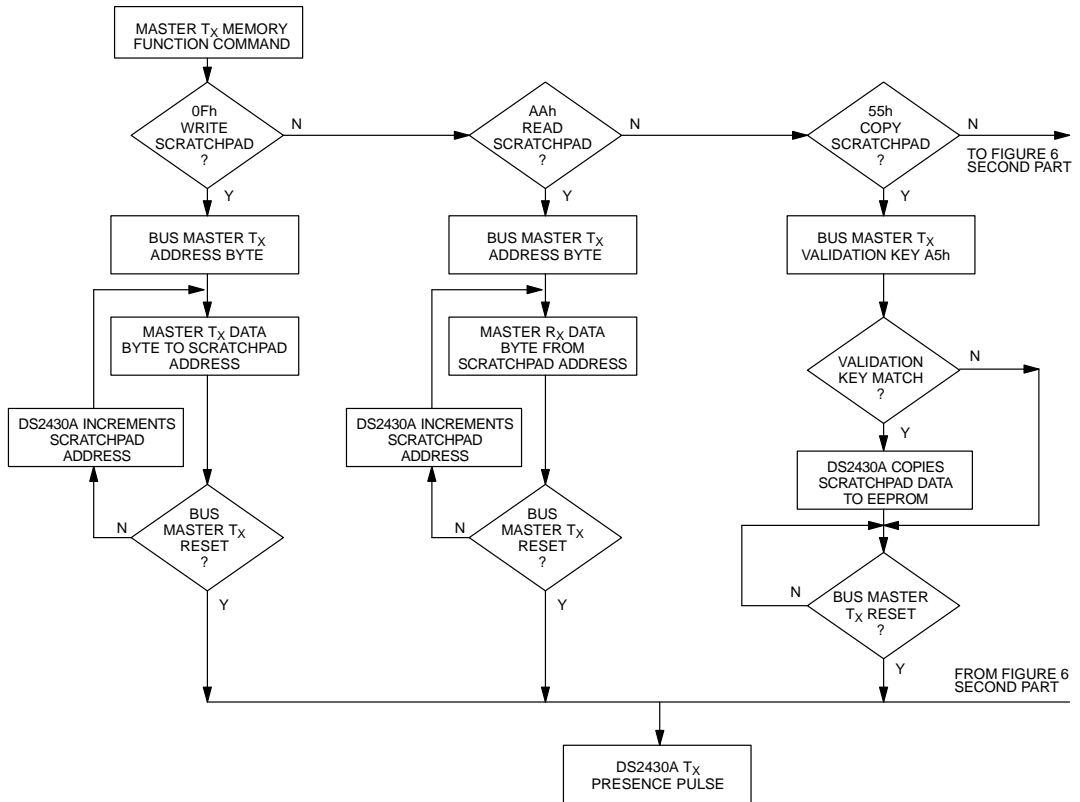 MASTER TX MEMORY
FUNCTION COMMAND
0Fh
WRITE
SCRATCHPAD
?
N
Y
AAh
READ
SCRATCHPAD
?
N
Y
55h
COPY
SCRATCHPAD
?
N
Y
TO FIGURE 6
SECOND PART
BUS MASTER TX
ADDRESS BYTE
BUS MASTER TX
ADDRESS BYTE
BUS MASTER TX
VALIDATION KEY A5h
MASTER TX DATA
BYTE TO SCRATCHPAD
ADDRESS
MASTER RX DATA
BYTE FROM
SCRATCHPAD ADDRESS
VALIDATION
KEY MATCH
?
N
Y
DS2430A INCREMENTS
SCRATCHPAD
ADDRESS
DS2430A INCREMENTS
SCRATCHPAD
ADDRESS
DS2430A COPIES
SCRATCHPAD DATA
TO EEPROM
BUS
MASTER TX
RESET
?
N
Y
BUS
MASTER TX
RESET
?
N
Y
BUS MASTER
TX RESET
?
N
Y
FROM FIGURE 6
SECOND PART
DS2430A TX
PRESENCE PULSE